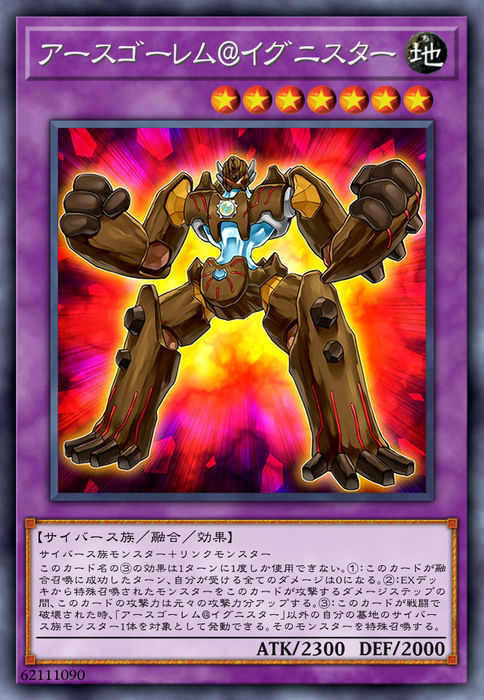 アースゴーレム@イグニスター
地
ち
【サイバース族/融合/効果】
サイバース族モンスター+リンクモンスター
このカード名の③の効果は1ターンに1度しか使用できない。①:このカードが融
合召喚に成功したターン、自分が受ける全てのダメージは0になる。②:EXデッ
キから特殊召喚されたモンスターをこのカードが攻撃するダメージステップの
間、このカードの攻撃力は元々の攻撃力分アップする。③:このカードが戦闘で
破壊された時、「アースゴーレム@イグニスター」以外の自分の墓地のサイバー
ス族モンスター1体を対象として発動できる。そのモンスターを特殊召喚する。
ATK/2300 DEF/2000
62111090